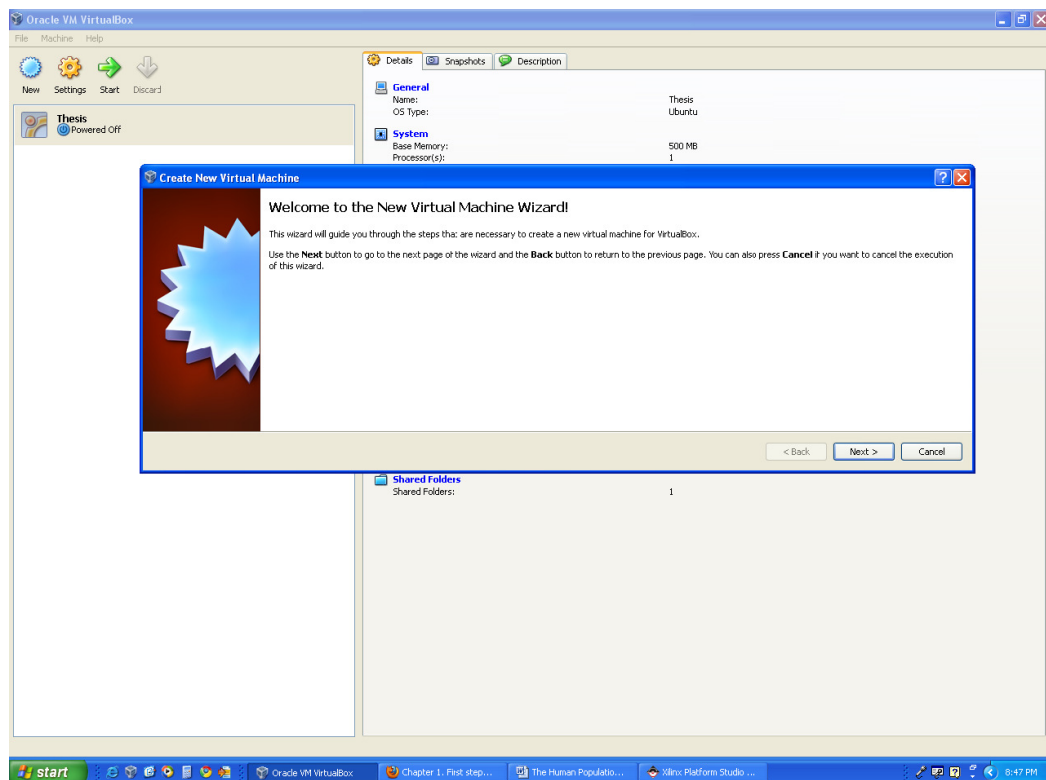 Oracle VM VirtualBox
File Machine Help
New Settings Start Discard
Thesis
Powered Off
Details Snapshots Description
General
Name: Thesis
OS Type: Ubuntu
System
Base Memory: 500 MB
Processor(s): 1
Create New Virtual Machine
Welcome to the New Virtual Machine Wizard!
This wizard will guide you through the steps that are necessary to create a new virtual machine for VirtualBox.
Use the Next button to go to the next page of the wizard and the Back button to return to the previous page. You can also press Cancel if you want to cancel the execution
of this wizard.
< Back Next > Cancel
Shared Folders
Shared Folders: 1
start Oracle VM VirtualBox Chapter 1. First step... The Human Populatio... Xilinx Platform Studio ... 8:47 PM